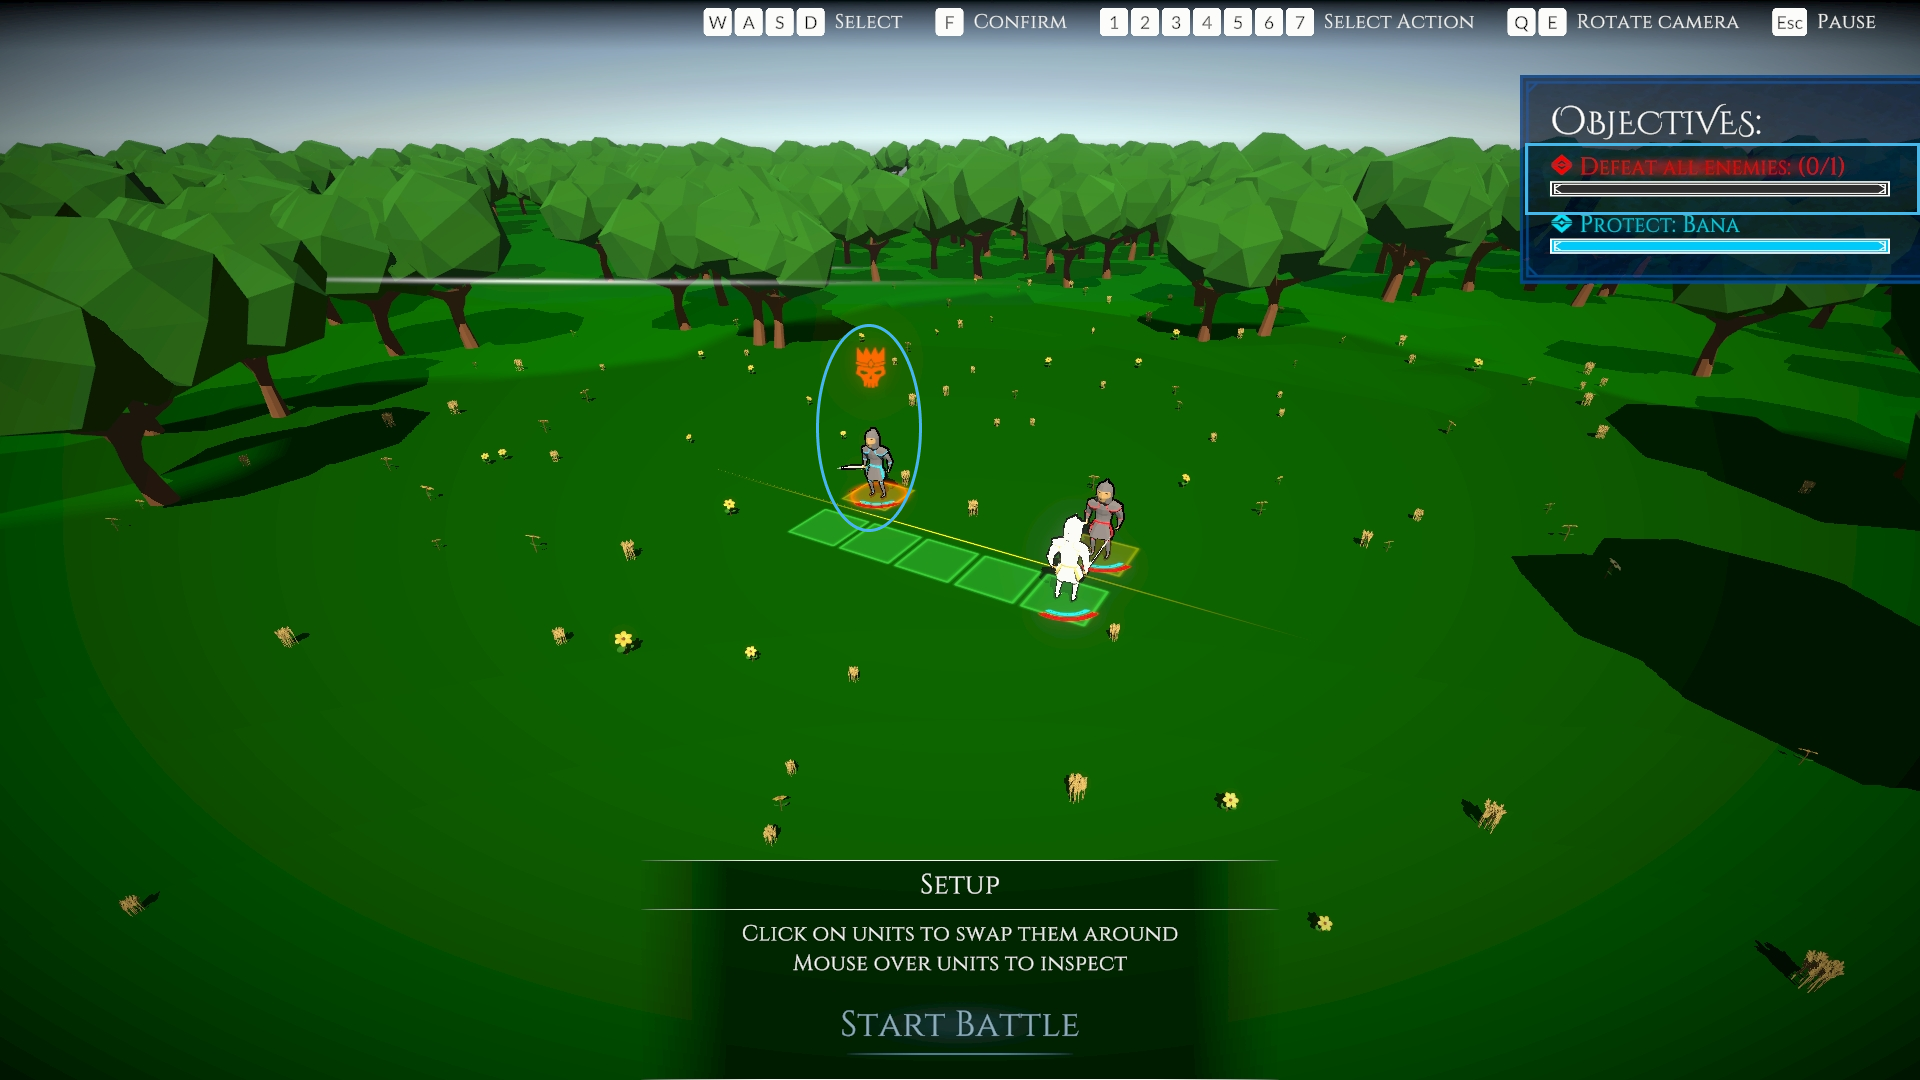 W A S D Select F Confirm 1 2 3 4 5 6 7 Select Action Q E Rotate camera Esc Pause
Objectives:
Defeat all enemies: (0/1)
Protect: Bana
Setup
Click on units to swap them around
Mouse over units to inspect
Start Battle